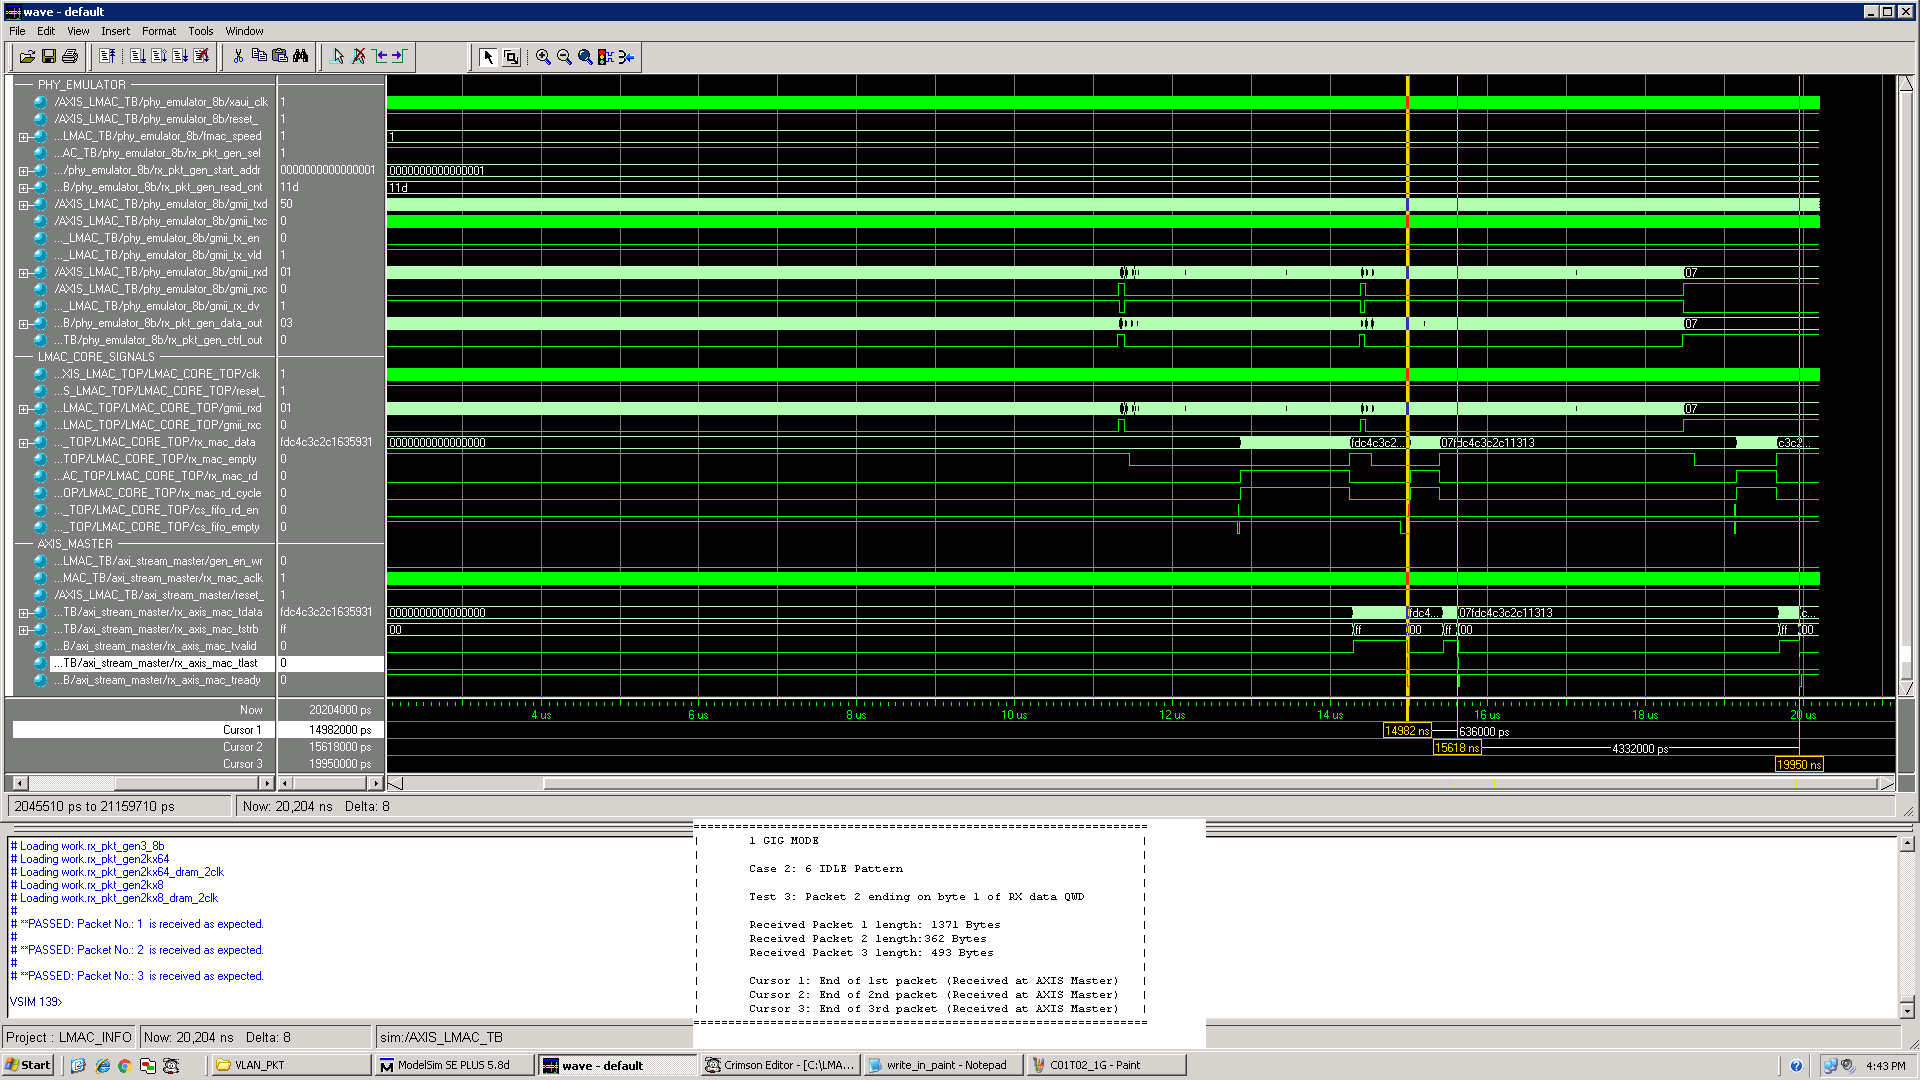 wave - default
File Edit View Insert Format Tools Window
PHY_EMULATOR
/AXIS_LMAC_TB/phy_emulator_8b/xaui_clk 1
/AXIS_LMAC_TB/phy_emulator_8b/reset_ 1
...LMAC_TB/phy_emulator_8b/fmac_speed 1 1
...AC_TB/phy_emulator_8b/rx_pkt_gen_sel 1
.../phy_emulator_8b/rx_pkt_gen_start_addr 0000000000000001 0000000000000001
...B/phy_emulator_8b/rx_pkt_gen_read_cnt 11d 11d
/AXIS_LMAC_TB/phy_emulator_8b/gmii_txd 50
/AXIS_LMAC_TB/phy_emulator_8b/gmii_txc 0
..._LMAC_TB/phy_emulator_8b/gmii_tx_en 0
..._LMAC_TB/phy_emulator_8b/gmii_tx_vld 1
/AXIS_LMAC_TB/phy_emulator_8b/gmii_rxd 01 07
/AXIS_LMAC_TB/phy_emulator_8b/gmii_rxc 0
..._LMAC_TB/phy_emulator_8b/gmii_rx_dv 1
...B/phy_emulator_8b/rx_pkt_gen_data_out 03 07
...TB/phy_emulator_8b/rx_pkt_gen_ctrl_out 0
LMAC_CORE_SIGNALS
...XIS_LMAC_TOP/LMAC_CORE_TOP/clk 1
...S_LMAC_TOP/LMAC_CORE_TOP/reset_ 1
...LMAC_TOP/LMAC_CORE_TOP/gmii_rxd 01 07
...LMAC_TOP/LMAC_CORE_TOP/gmii_rxc 0
..._TOP/LMAC_CORE_TOP/rx_mac_data fdc4c3c2c1635931 0000000000000000 fdc4c3c2... 07fdc4c3c2c11313 c3c2...
...TOP/LMAC_CORE_TOP/rx_mac_empty 0
...AC_TOP/LMAC_CORE_TOP/rx_mac_rd 0
...OP/LMAC_CORE_TOP/rx_mac_rd_cycle 0
..._TOP/LMAC_CORE_TOP/cs_fifo_rd_en 0
..._TOP/LMAC_CORE_TOP/cs_fifo_empty 0
AXIS_MASTER
...LMAC_TB/axi_stream_master/gen_en_wr 0
...MAC_TB/axi_stream_master/rx_mac_aclk 1
/AXIS_LMAC_TB/axi_stream_master/reset_ 1
...TB/axi_stream_master/rx_axis_mac_tdata fdc4c3c2c1635931 0000000000000000 fdc4... 07fdc4c3c2c11313 c...
...TB/axi_stream_master/rx_axis_mac_tstrb ff 00 ff 00 ff 00 ff 00
...B/axi_stream_master/rx_axis_mac_tvalid 0
...TB/axi_stream_master/rx_axis_mac_tlast 0
...B/axi_stream_master/rx_axis_mac_tready 0
Now 20204000 ps 4 us 6 us 8 us 10 us 12 us 14 us 16 us 18 us 20 us
Cursor 1 14982000 ps 14982 ns 636000 ps
Cursor 2 15618000 ps 15618 ns 4332000 ps
Cursor 3 19950000 ps 19950 ns
2045510 ps to 21159710 ps Now: 20,204 ns Delta: 8
# Loading work.rx_pkt_gen3_8b
# Loading work.rx_pkt_gen2kx64
# Loading work.rx_pkt_gen2kx64_dram_2clk
# Loading work.rx_pkt_gen2kx8
# Loading work.rx_pkt_gen2kx8_dram_2clk
#
# **PASSED: Packet No.: 1 is received as expected.
#
# **PASSED: Packet No.: 2 is received as expected.
#
# **PASSED: Packet No.: 3 is received as expected.
VSIM 139>
1 GIG MODE
Case 2: 6 IDLE Pattern
Test 3: Packet 2 ending on byte 1 of RX data QWD
Received Packet 1 length: 1371 Bytes
Received Packet 2 length:362 Bytes
Received Packet 3 length: 493 Bytes
Cursor 1: End of 1st packet (Received at AXIS Master)
Cursor 2: End of 2nd packet (Received at AXIS Master)
Cursor 3: End of 3rd packet (Received at AXIS Master)
Project : LMAC_INFO Now: 20,204 ns Delta: 8 sim:/AXIS_LMAC_TB
Start VLAN_PKT ModelSim SE PLUS 5.8d wave - default Crimson Editor - [C:\LMA... write_in_paint - Notepad C01T02_1G - Paint 4:43 PM